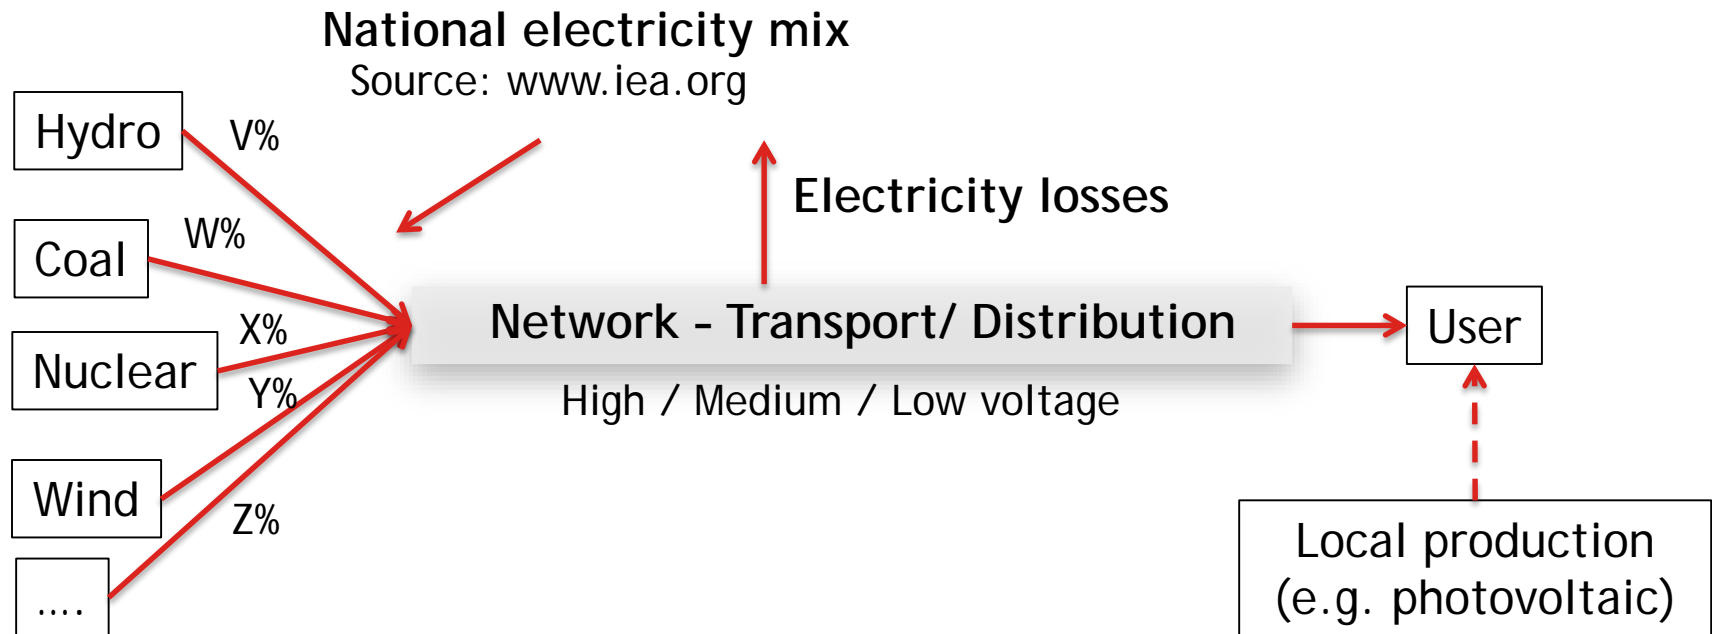 National electricity mix
Source: www.iea.org
Hydro
V%
Electricity losses
Coal
W%
Network - Transport/ Distribution
User
Nuclear
X%
Y%
High / Medium / Low voltage
Wind
Z%
Local production
(e.g. photovoltaic)
....